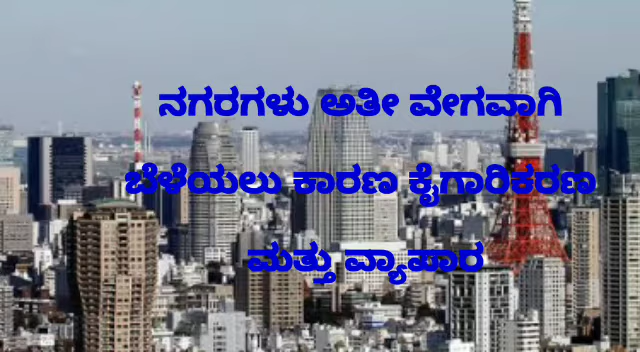 ನಗರಗಳು ಅತೀ ವೇಗವಾಗಿ
ಬೆಳೆಯಲು ಕಾರಣ ಕೈಗಾರಿಕರಣ
ಮತ್ತು ವ್ಯಾಪಾರ